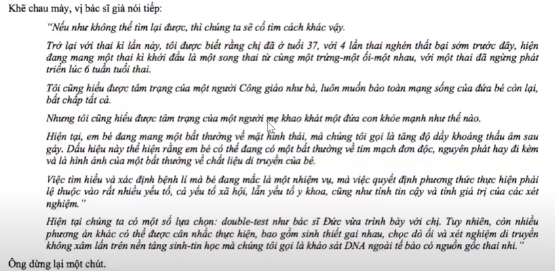 Khẽ chau mày, vị bác sĩ già nói tiếp:
"Nếu như không thể tìm lại được, thì chúng ta sẽ cố tìm cách khác vậy.
Trở lại với thai kì lần này, tôi được biết rằng chị đã ở tuổi 37, với 4 lần thai nghén thất bại sớm trước đây, hiện
đang mang một thai kì khởi đầu là một song thai từ cùng một trứng-một ối-một nhau, với một thai đã ngừng phát
triển lúc 6 tuần tuổi thai.
Tôi cũng hiểu được tâm trạng của một người Công giáo như bà, luôn muốn bảo toàn mạng sống của đứa bé còn lại,
bất chấp tất cả.
Nhưng tôi cũng hiểu được tâm trạng của một người mẹ khao khát một đứa con khỏe mạnh như thế nào.
Hiện tại, em bé đang mang một bất thường về mặt hình thái, mà chúng tôi gọi là tăng độ dầy khoảng thấu âm sau
gáy. Dấu hiệu này thể hiện rằng em bé có thể đang có một bất thường về tim mạch đơn độc, nguyên phát hay đi kèm
và là hình ảnh của một bất thường về chất liệu di truyền của bé.
Việc tìm hiểu và xác định bệnh lí mà bé đang mắc là một nhiệm vụ, mà việc quyết định phương thức thực hiện phải
lệ thuộc vào rất nhiều yếu tố, cả yếu tố xã hội, lẫn yếu tố y khoa, cũng như tính tin cậy và tính giá trị của các xét
nghiệm."
Hiện tại chúng ta có một số lựa chọn: double-test như bác sĩ Đức vừa trình bày với chị. Tuy nhiên, còn nhiều
phương án khác có thể được cân nhắc thực hiện, bao gồm sinh thiết gai nhau, chọc dò ối và xét nghiệm di truyền
không xâm lấn trên nền tảng sinh-tin học mà chúng tôi gọi là khảo sát DNA ngoài tế bào có nguồn gốc thai nhi."
Ông dừng lại một chút.